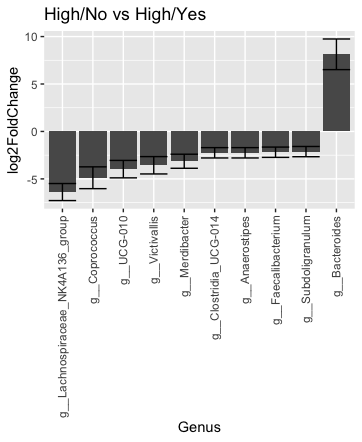 High/No vs High/Yes
log2FoldChange
10
5
0
−5
g__Lachnospiraceae_NK4A136_group
g__Coprococcus
g__UCG-010
g__Victivallis
g__Merdibacter
g__Clostridia_UCG-014
g__Anaerostipes
g__Faecalibacterium
g__Subdoligranulum
g__Bacteroides
Genus